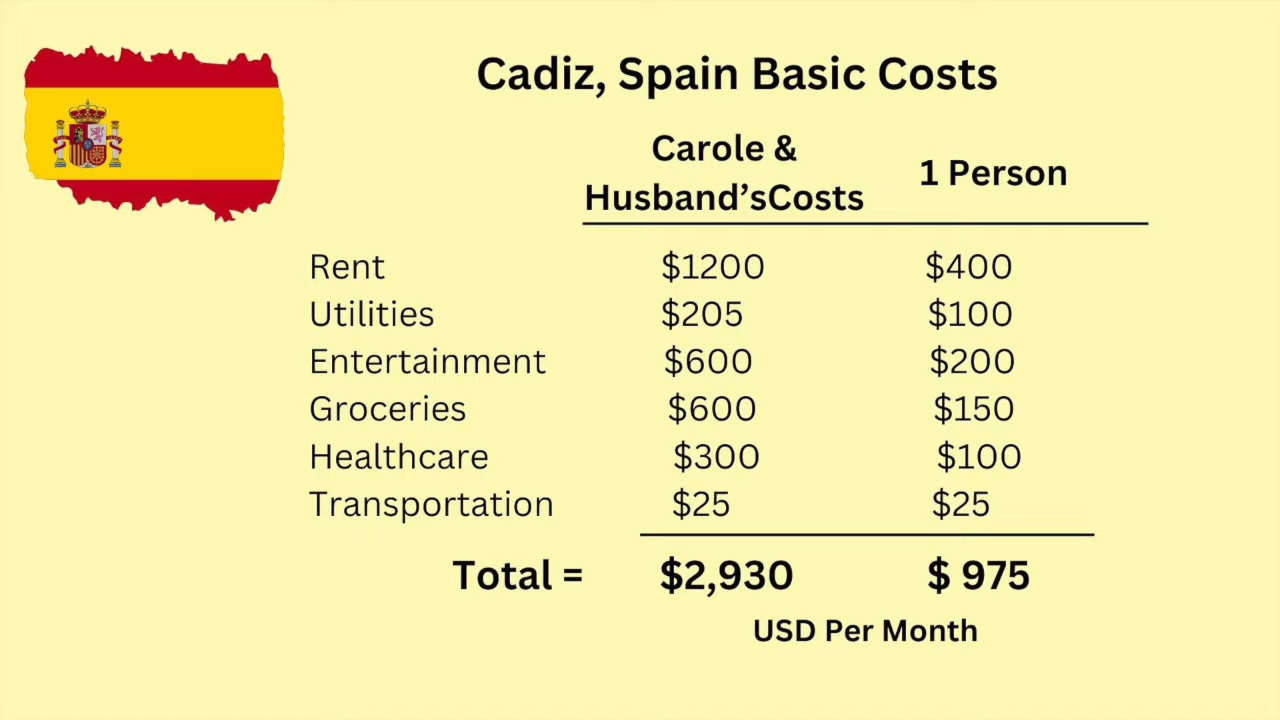 Cadiz, Spain Basic Costs
Carole &
Husband’sCosts
1 Person
Rent $1200 $400
Utilities $205 $100
Entertainment $600 $200
Groceries $600 $150
Healthcare $300 $100
Transportation $25 $25
Total = $2,930 $ 975
USD Per Month